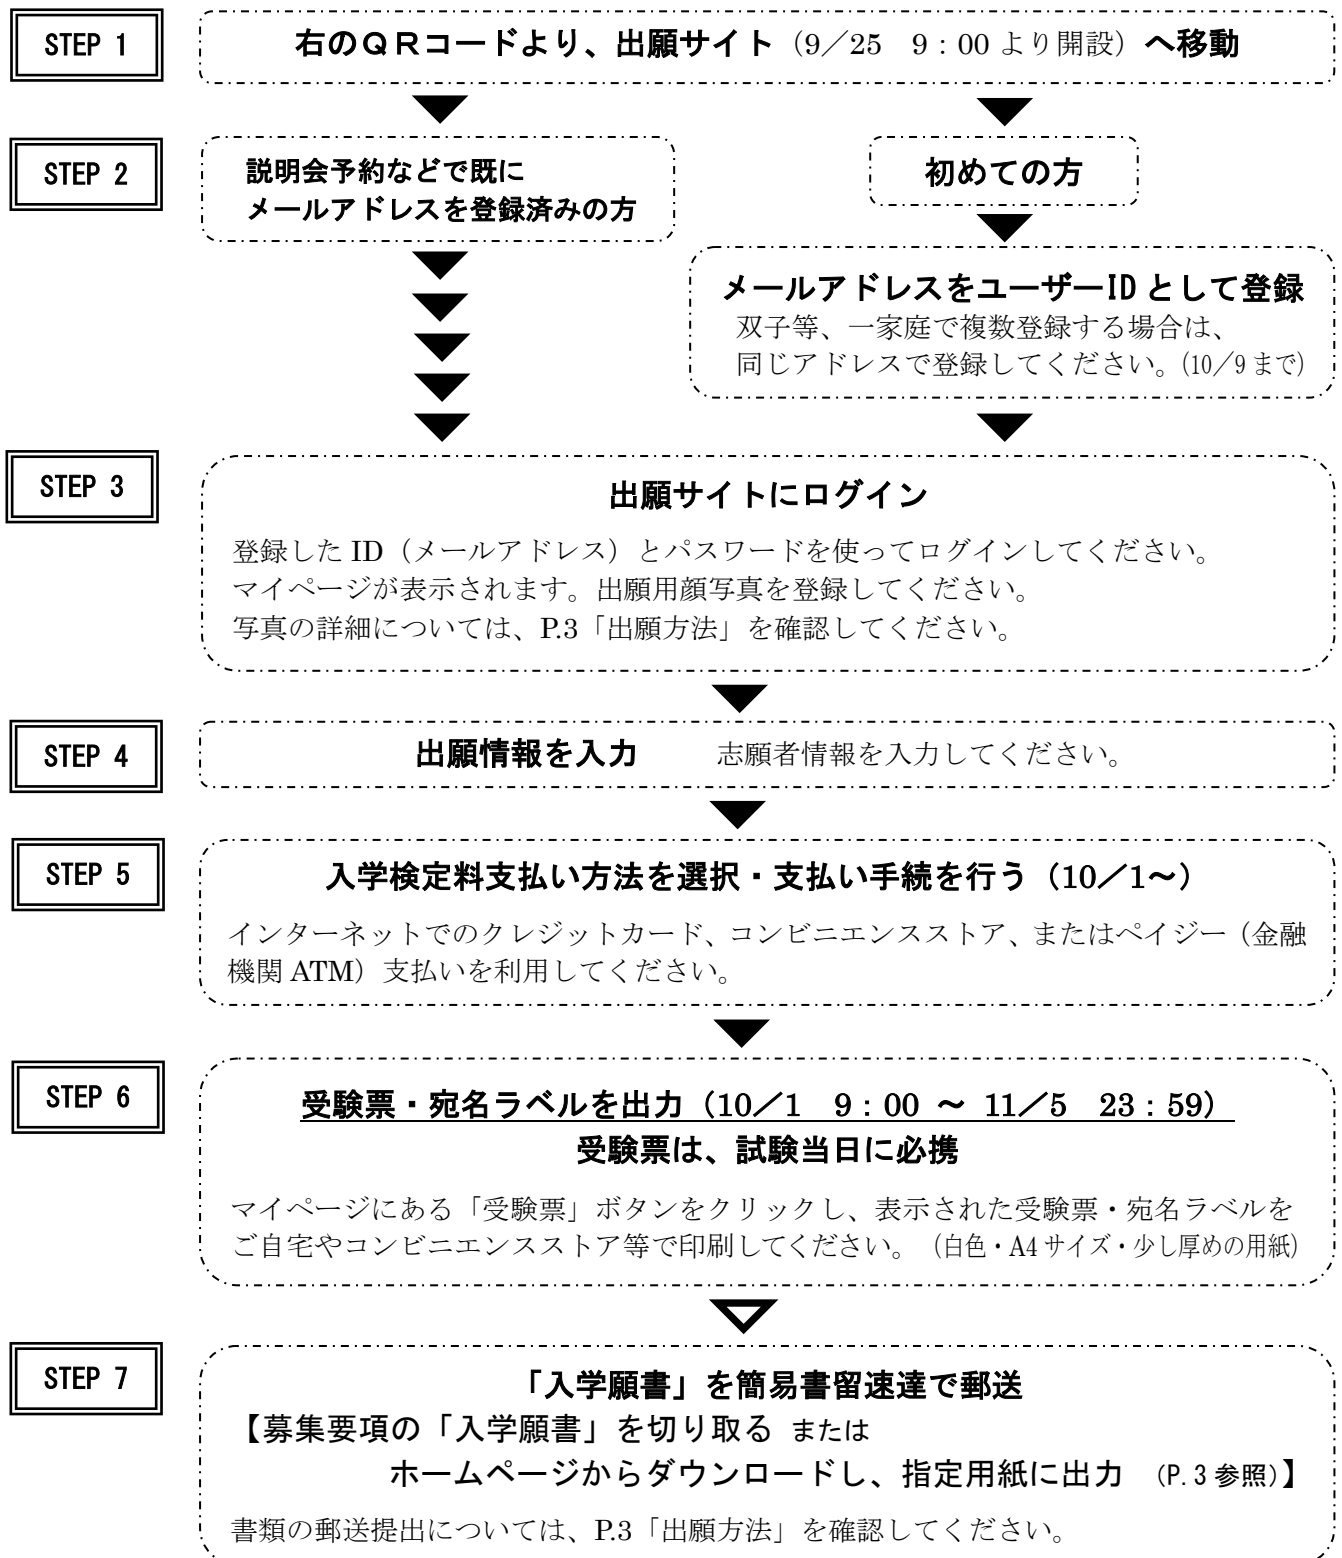 STEP 1
右のQRコードより、出願サイト（9／25　9：00より開設）へ移動
STEP 2
説明会予約などで既に
メールアドレスを登録済みの方
初めての方
メールアドレスをユーザーIDとして登録
双子等、一家庭で複数登録する場合は、
同じアドレスで登録してください。(10／9まで)
STEP 3
出願サイトにログイン
登録したID（メールアドレス）とパスワードを使ってログインしてください。
マイページが表示されます。出願用顔写真を登録してください。
写真の詳細については、P.3「出願方法」を確認してください。
STEP 4
出願情報を入力　志願者情報を入力してください。
STEP 5
入学検定料支払い方法を選択・支払い手続を行う（10／1～）
インターネットでのクレジットカード、コンビニエンスストア、またはペイジー（金融
機関ATM）支払いを利用してください。
STEP 6
受験票・宛名ラベルを出力（10／1　9：00 ～ 11／5　23：59）
受験票は、試験当日に必携
マイページにある「受験票」ボタンをクリックし、表示された受験票・宛名ラベルを
ご自宅やコンビニエンスストア等で印刷してください。（白色・A4サイズ・少し厚めの用紙）
STEP 7
「入学願書」を簡易書留速達で郵送
【募集要項の「入学願書」を切り取る または
ホームページからダウンロードし、指定用紙に出力　（P.3参照）】
書類の郵送提出については、P.3「出願方法」を確認してください。